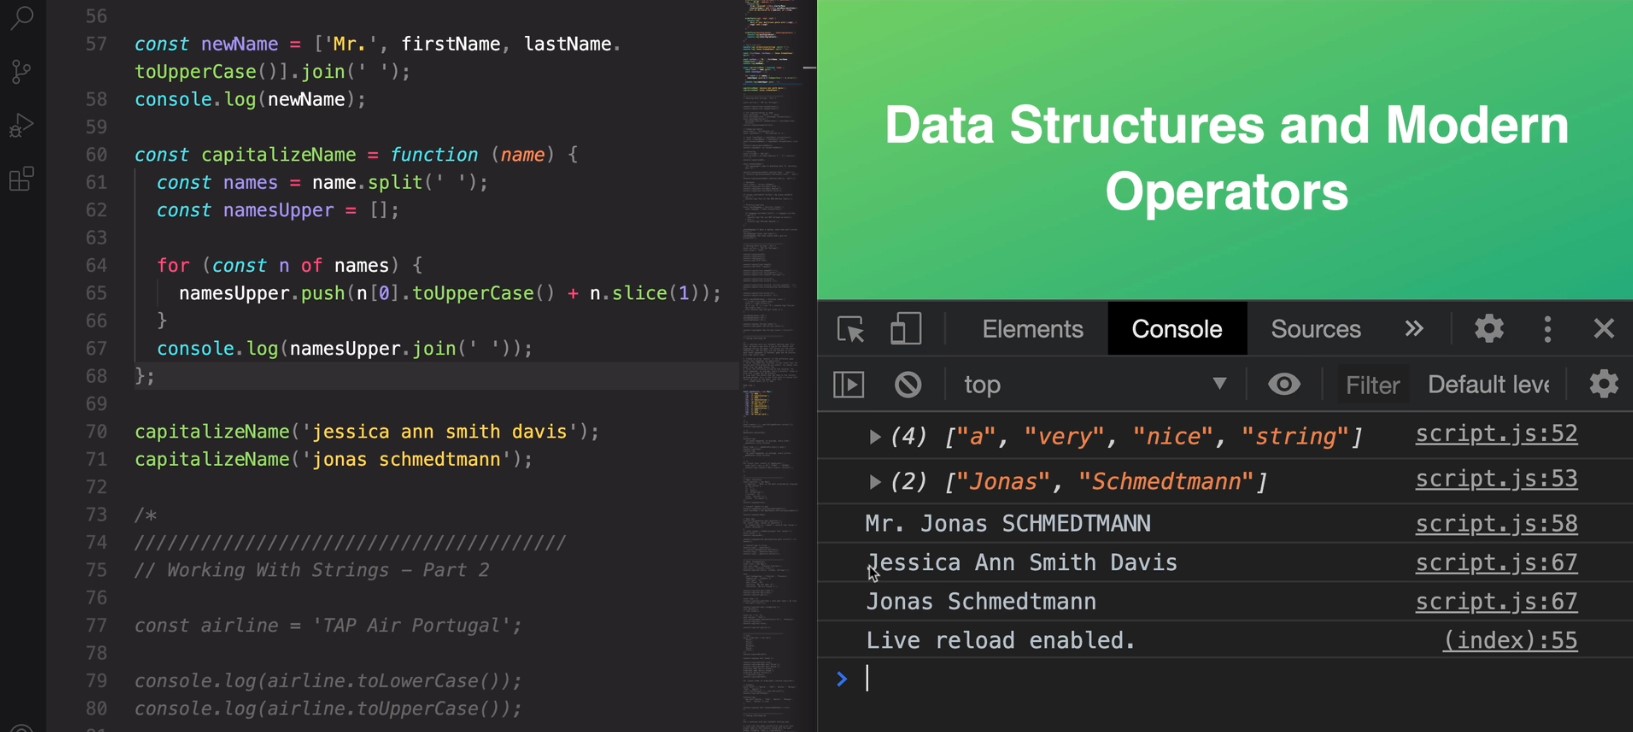 56
57 const newName = ['Mr.', firstName, lastName.
toUpperCase()].join(' ');
58 console.log(newName);
59
60 const capitalizeName = function (name) {
61 const names = name.split(' ');
62 const namesUpper = [];
63
64 for (const n of names) {
65 namesUpper.push(n[0].toUpperCase() + n.slice(1));
66 }
67 console.log(namesUpper.join(' '));
68 };
69
70 capitalizeName('jessica ann smith davis');
71 capitalizeName('jonas schmedtmann');
72
73 /*
74 ///////////////////////////////////////
75 // Working With Strings - Part 2
76
77 const airline = 'TAP Air Portugal';
78
79 console.log(airline.toLowerCase());
80 console.log(airline.toUpperCase());
Data Structures and Modern
Operators
Elements Console Sources
top Filter Default leve
(4) ["a", "very", "nice", "string"] script.js:52
(2) ["Jonas", "Schmedtmann"] script.js:53
Mr. Jonas SCHMEDTMANN script.js:58
Jessica Ann Smith Davis script.js:67
Jonas Schmedtmann script.js:67
Live reload enabled. (index):55